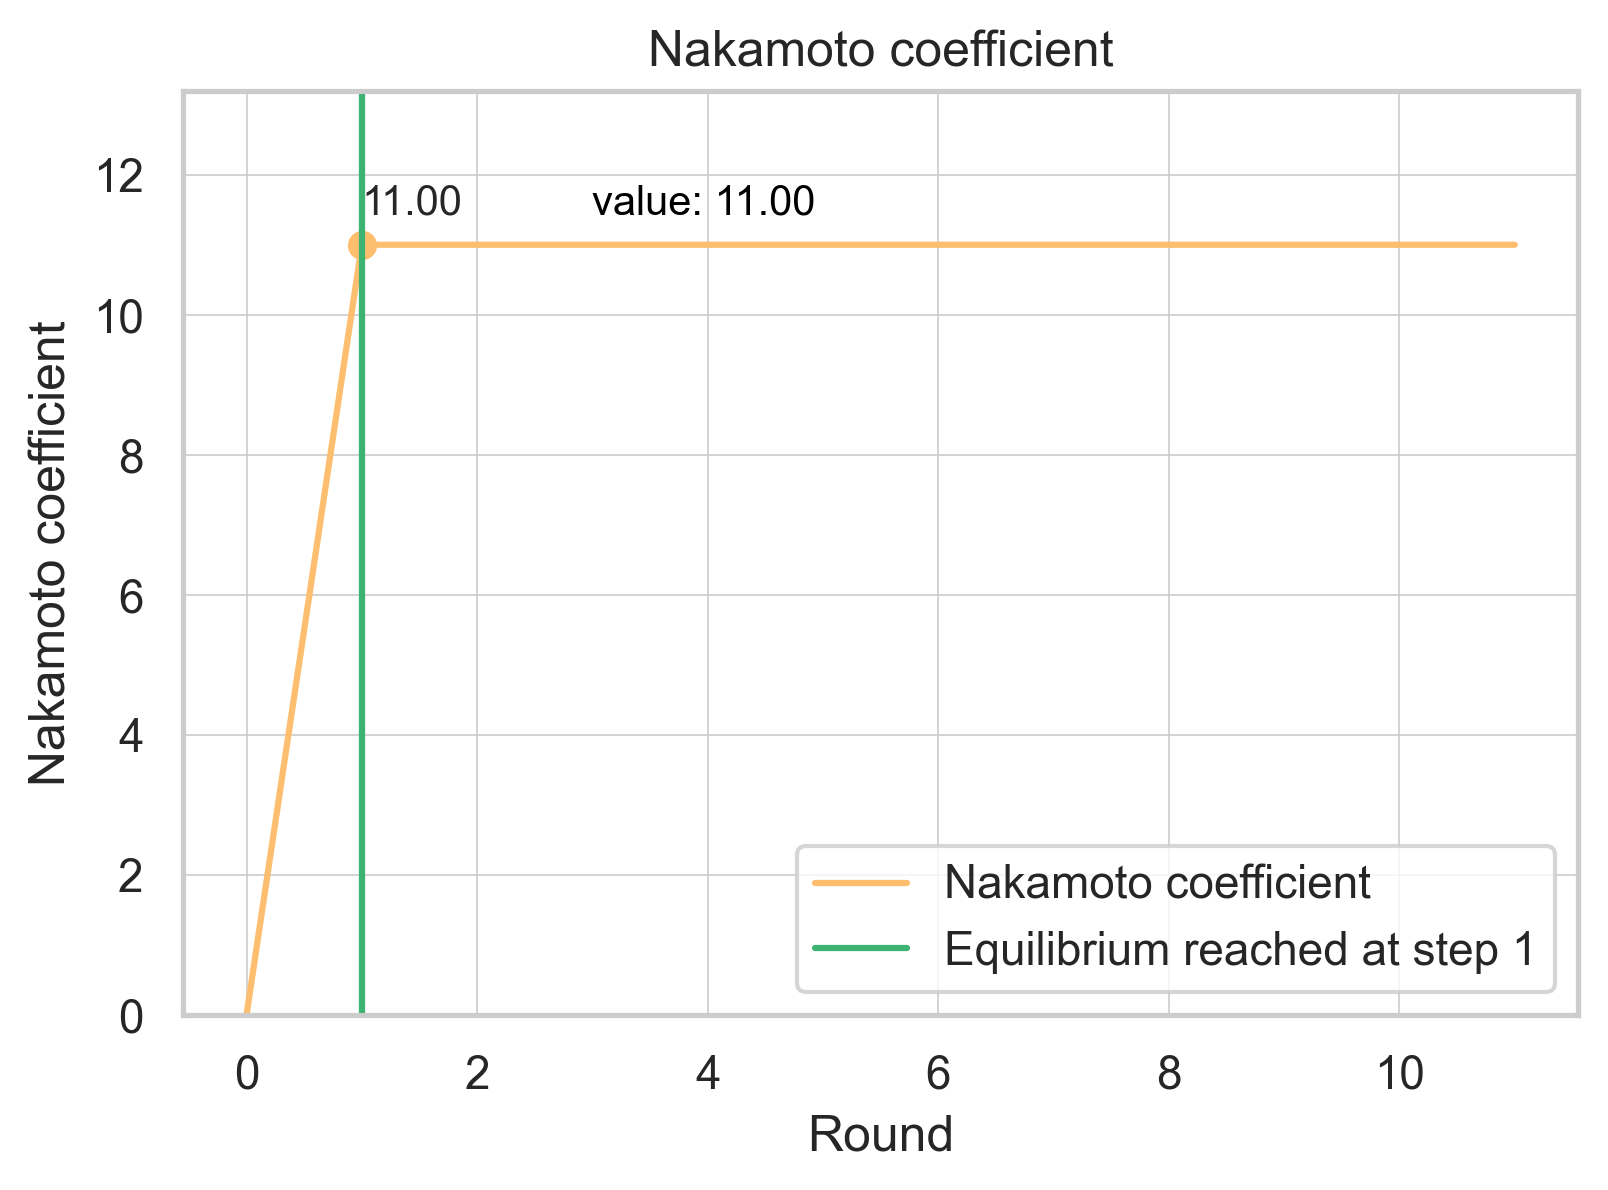 Nakamoto coefficient
Nakamoto coefficient
12
10
8
6
4
2
0
11.00
value: 11.00
Nakamoto coefficient
Equilibrium reached at step 1
0 2 4 6 8 10
Round